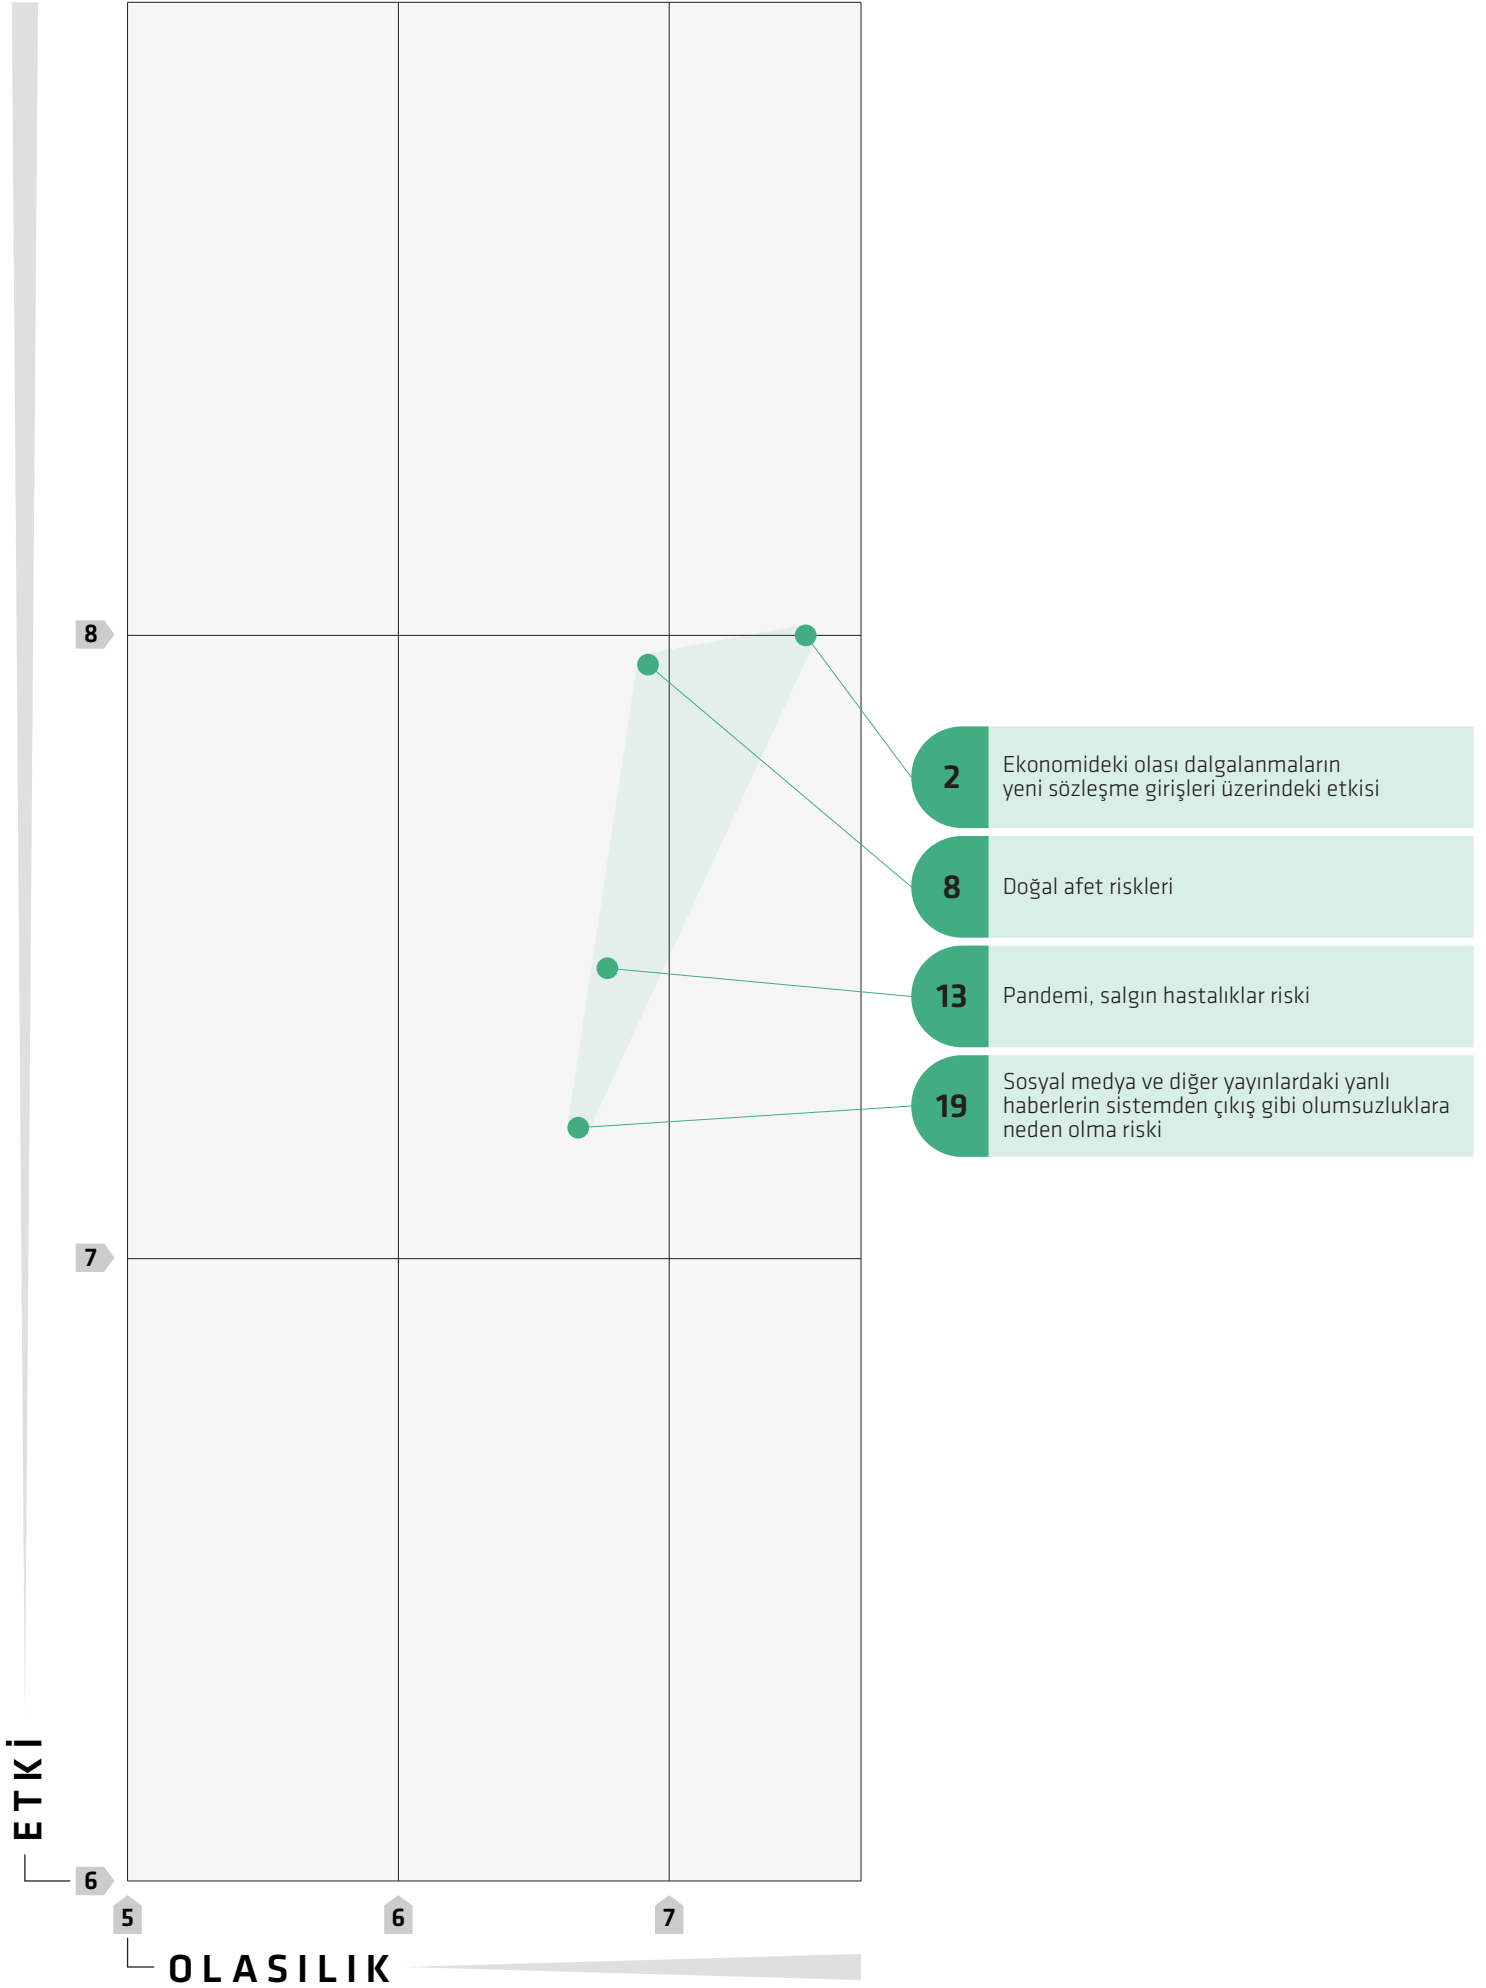 8
2
Ekonomideki olası dalgalanmaların
yeni sözleşme girişleri üzerindeki etkisi
8
Doğal afet riskleri
13
Pandemi, salgın hastalıklar riski
19
Sosyal medya ve diğer yayınlardaki yanlı
haberlerin sistemden çıkış gibi olumsuzluklara
neden olma riski
7
ETKİ
6
5
6
7
OLASILIK